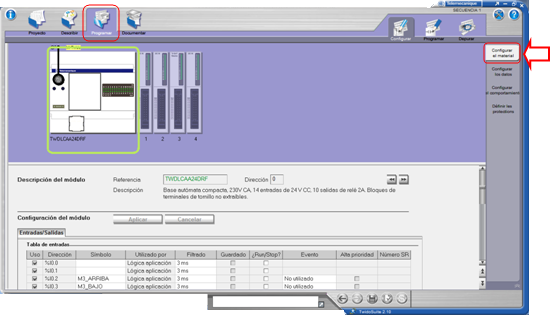 Telemecanique
SECUENCIA.1
Proyecto
Describir
Programar
Documentar
Configurar
Programar
Depurar
Configurar
el material
Configurar
los datos
Configurar
el comportamiento
Definir las
protections
TWDLCAA24DRF
1 2 3 4
Descripción del módulo
Referencia TWDLCAA24DRF Dirección 0
Descripción Base autómata compacta, 230V CA, 14 entradas de 24 V CC, 10 salidas de relé 2A. Bloques de
terminales de tornillo no extraíbles.
Configuración del módulo Aplicar Cancelar
Entradas/Salidas
Tabla de entradas
Uso Dirección Símbolo Utilizado por Filtrado Guardado ¿Run/Stop? Evento Alta prioridad Número SR
%I0.0 Lógica aplicación 3 ms
%I0.1 Lógica aplicación 3 ms
%I0.2 M3_ARRIBA Lógica aplicación 3 ms No utilizado
%I0.3 M3_BAJO Lógica aplicación 3 ms No utilizado
TwidoSuite 2.10